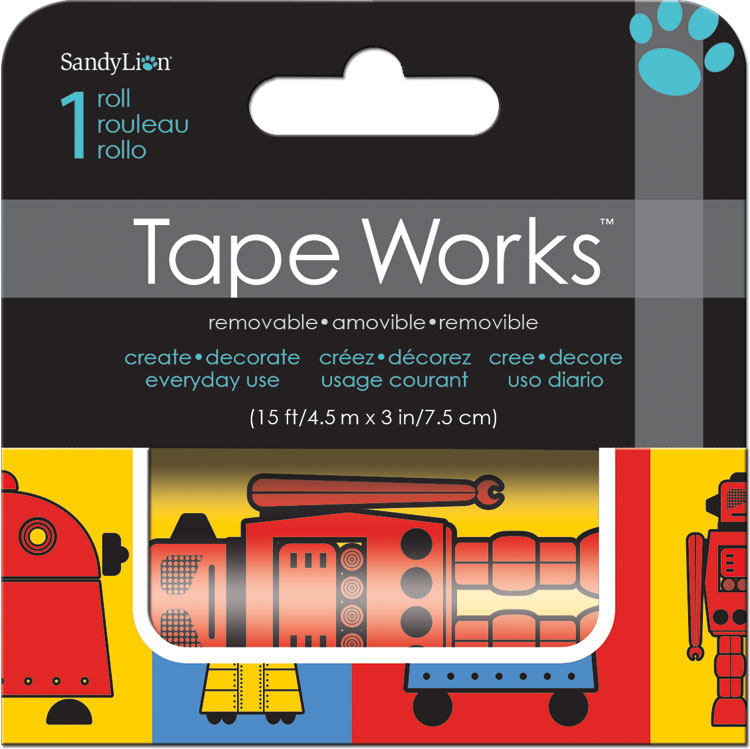 SandyLion®
1 roll
rouleau
rollo
Tape Works™
removable•amovible•removible
create•decorate créez•décorez cree•decore
everyday use usage courant uso diario
(15 ft/4.5 m x 3 in/7.5 cm)